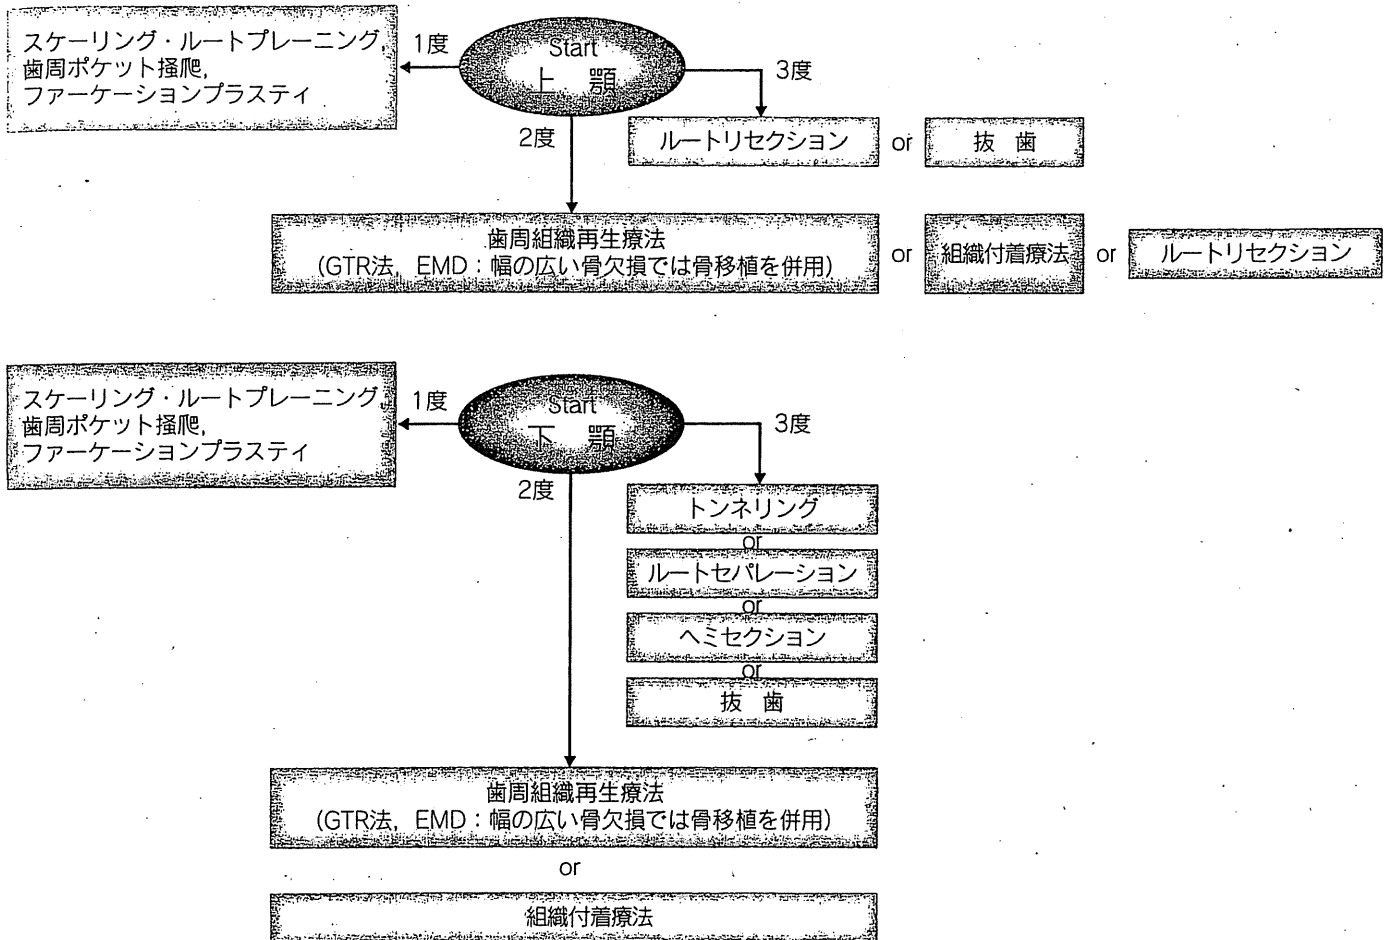 スケーリング・ルートプレーニング,
歯周ポケット掻爬,
ファーケーションプラスティ
1度
Start
上 顎
3度
2度
ルートリセクション or 抜 歯
歯周組織再生療法
(GTR法, EMD:幅の広い骨欠損では骨移植を併用)
or 組織付着療法 or ルートリセクション
スケーリング・ルートプレーニング,
歯周ポケット掻爬,
ファーケーションプラスティ
1度
Start
下 顎
3度
2度
トンネリング
or
ルートセパレーション
or
ヘミセクション
or
抜 歯
歯周組織再生療法
(GTR法, EMD:幅の広い骨欠損では骨移植を併用)
or
組織付着療法